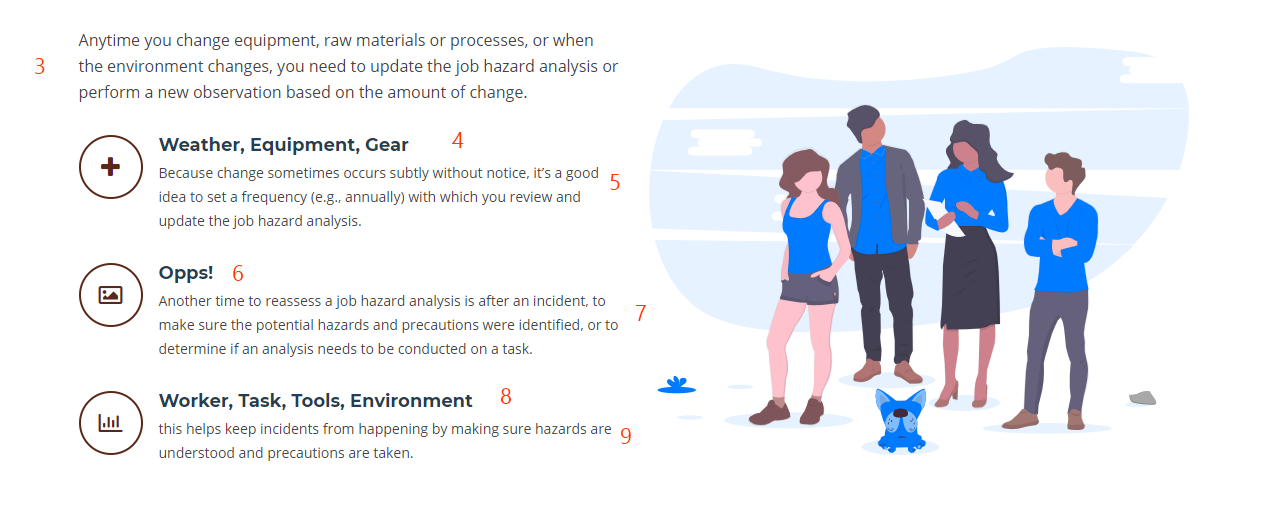 Anytime you change equipment, raw materials or processes, or when
3 the environment changes, you need to update the job hazard analysis or
perform a new observation based on the amount of change.
Weather, Equipment, Gear 4
Because change sometimes occurs subtly without notice, it's a good 5
idea to set a frequency (e.g., annually) with which you review and
update the job hazard analysis.
Opps! 6
Another time to reassess a job hazard analysis is after an incident, to
make sure the potential hazards and precautions were identified, or to 7
determine if an analysis needs to be conducted on a task.
Worker, Task, Tools, Environment 8
this helps keep incidents from happening by making sure hazards are 9
understood and precautions are taken.